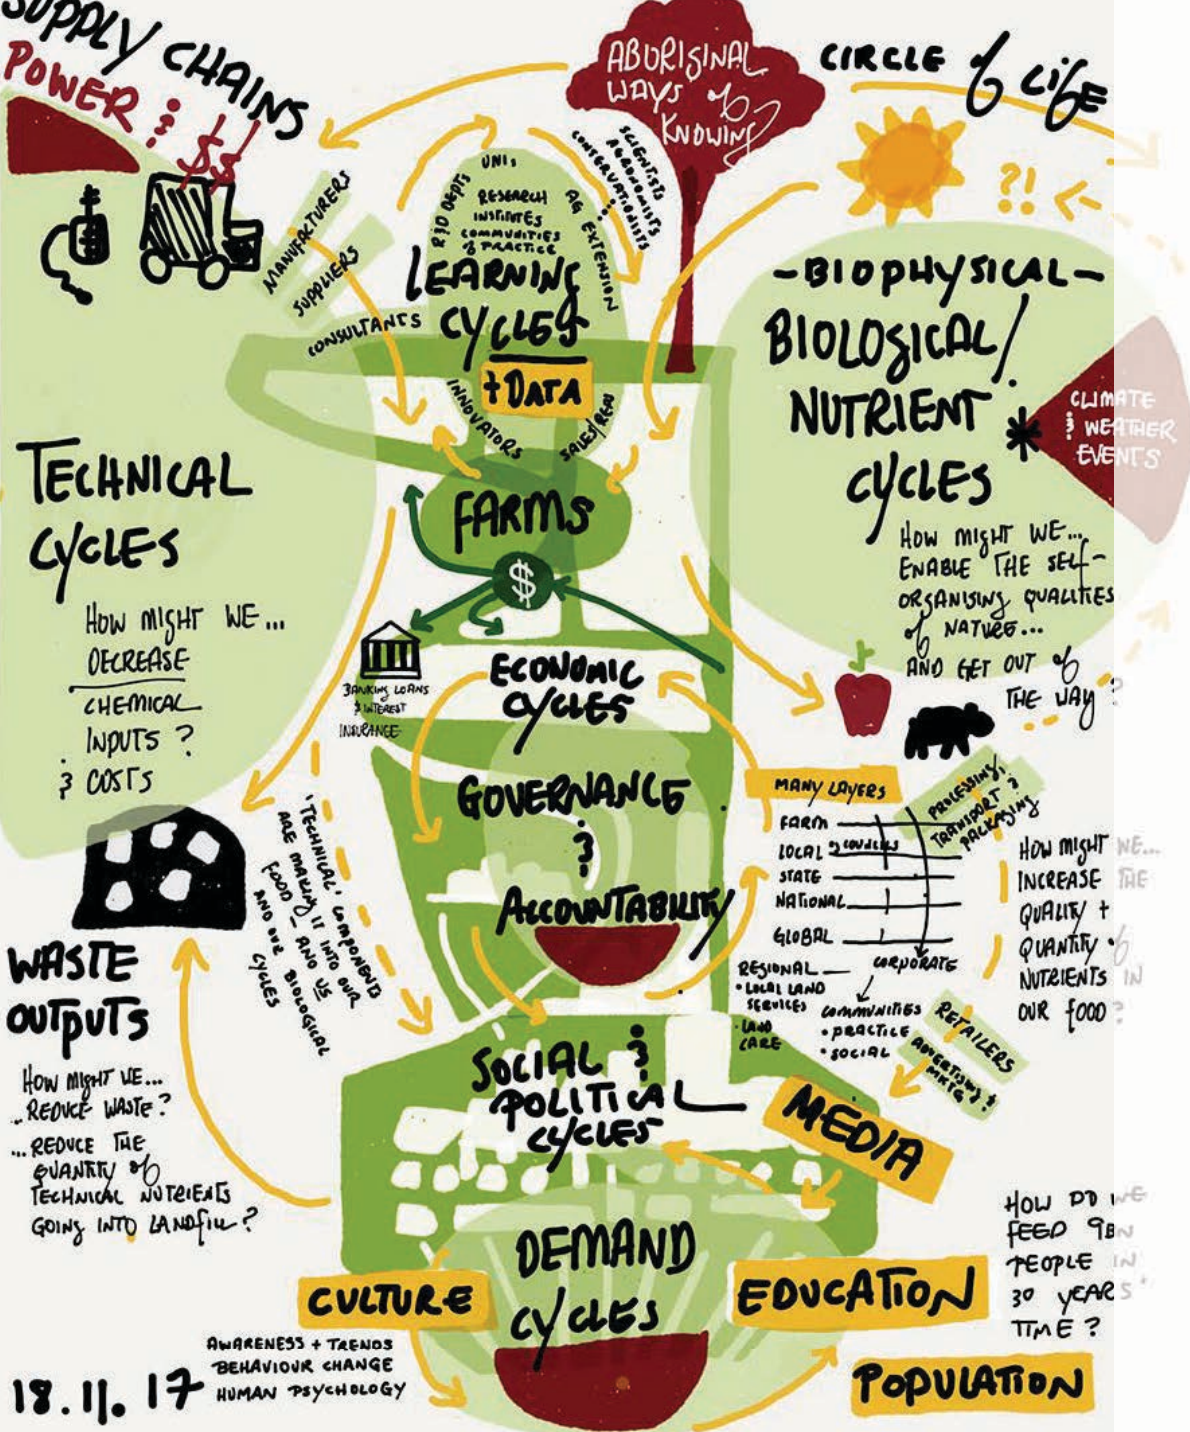 SUPPLY CHAINS
POWER & $$
ABORIGINAL
WAYS of
KNOWING
CIRCLE of LIFE
?!
MANUFACTURERS
SUPPLIERS
CONSULTANTS
R&D DEPTS
UNIs
RESEARCH
INSTITUTES
COMMUNITIES
of PRACTICE
AG EXTENSION
SCIENTISTS
AGRONOMISTS
CONSERVATIONISTS
...
LEARNING
CYCLES
+ DATA
INNOVATORS
SALES/REAL
FARMS
$
-BIOPHYSICAL-
BIOLOGICAL/
NUTRIENT
CYCLES
*
CLIMATE
& WEATHER
EVENTS
HOW MIGHT WE...
ENABLE THE SELF-
ORGANISING QUALITIES
of NATURE...
AND GET OUT of
THE WAY?
TECHNICAL
CYCLES
HOW MIGHT WE...
DECREASE
CHEMICAL
INPUTS?
& COSTS
BANKING LOANS
& INTEREST
INSURANCE
ECONOMIC
CYCLES
GOVERNANCE
&
ACCOUNTABILITY
MANY LAYERS
FARM
LOCAL of COUNCILS
STATE
NATIONAL
GLOBAL
PROCESSING,
TRANSPORT &
PACKAGING
REGIONAL
• LOCAL LAND
SERVICES
• LAND
CARE
CORPORATE
COMMUNITIES
• PRACTICE
• SOCIAL
HOW MIGHT WE...
INCREASE THE
QUALITY +
QUANTITY of
NUTRIENTS IN
OUR FOOD?
RETAILERS
ADVERTISING &
MKTG!
'TECHNICAL' COMPONENTS
ARE MAKING IT INTO OUR
FOOD - AND US
AND OUR BIOLOGICAL
CYCLES
WASTE
OUTPUTS
HOW MIGHT WE...
...REDUCE WASTE?
...REDUCE THE
QUANTITY of
TECHNICAL NUTRIENTS
GOING INTO LANDFILL?
SOCIAL &
POLITICAL
CYCLES
MEDIA
DEMAND
CYCLES
CULTURE
EDUCATION
AWARENESS + TRENDS
BEHAVIOUR CHANGE
HUMAN PSYCHOLOGY
HOW DO WE
FEED 9BN
PEOPLE IN
30 YEARS'
TIME?
POPULATION
18.11.17